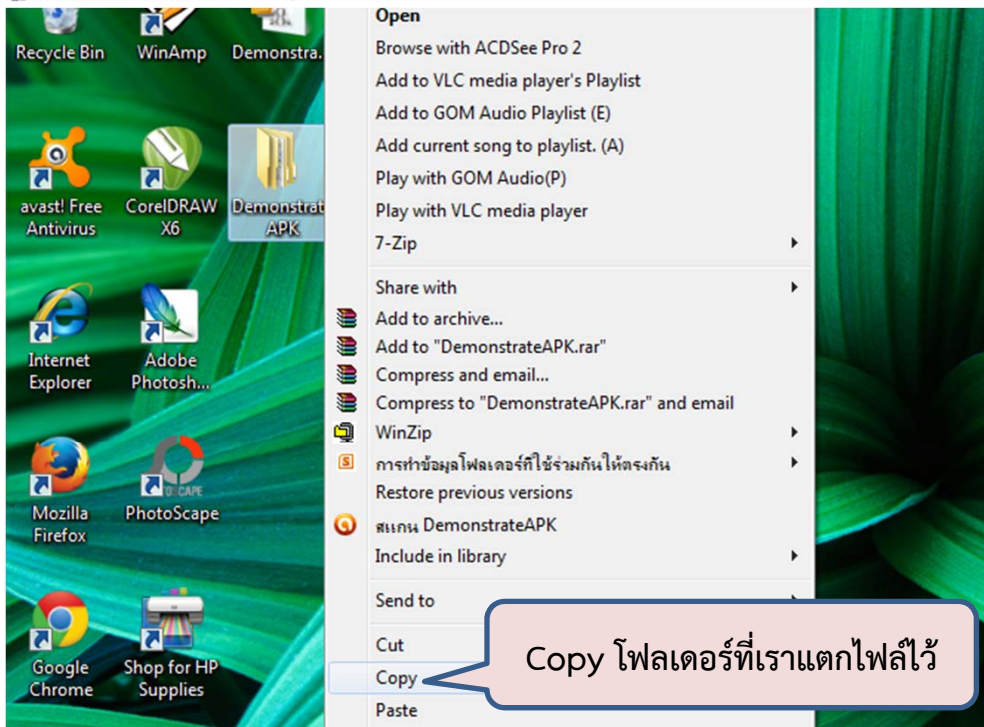 Recycle Bin
WinAmp
Demonstra.
avast! Free
Antivirus
CorelDRAW
X6
Demonstrat
APK
Internet
Explorer
Adobe
Photosh...
Mozilla
Firefox
PhotoScape
Google
Chrome
Shop for HP
Supplies
Open
Browse with ACDSee Pro 2
Add to VLC media player's Playlist
Add to GOM Audio Playlist (E)
Add current song to playlist. (A)
Play with GOM Audio(P)
Play with VLC media player
7-Zip
Share with
Add to archive...
Add to "DemonstrateAPK.rar"
Compress and email...
Compress to "DemonstrateAPK.rar" and email
WinZip
การทำข้อมูลโฟลเดอร์ที่ใช้ร่วมกันให้ตรงกัน
Restore previous versions
สแกน DemonstrateAPK
Include in library
Send to
Cut
Copy
Paste
Copy โฟลเดอร์ที่เราแตกไฟล์ไว้